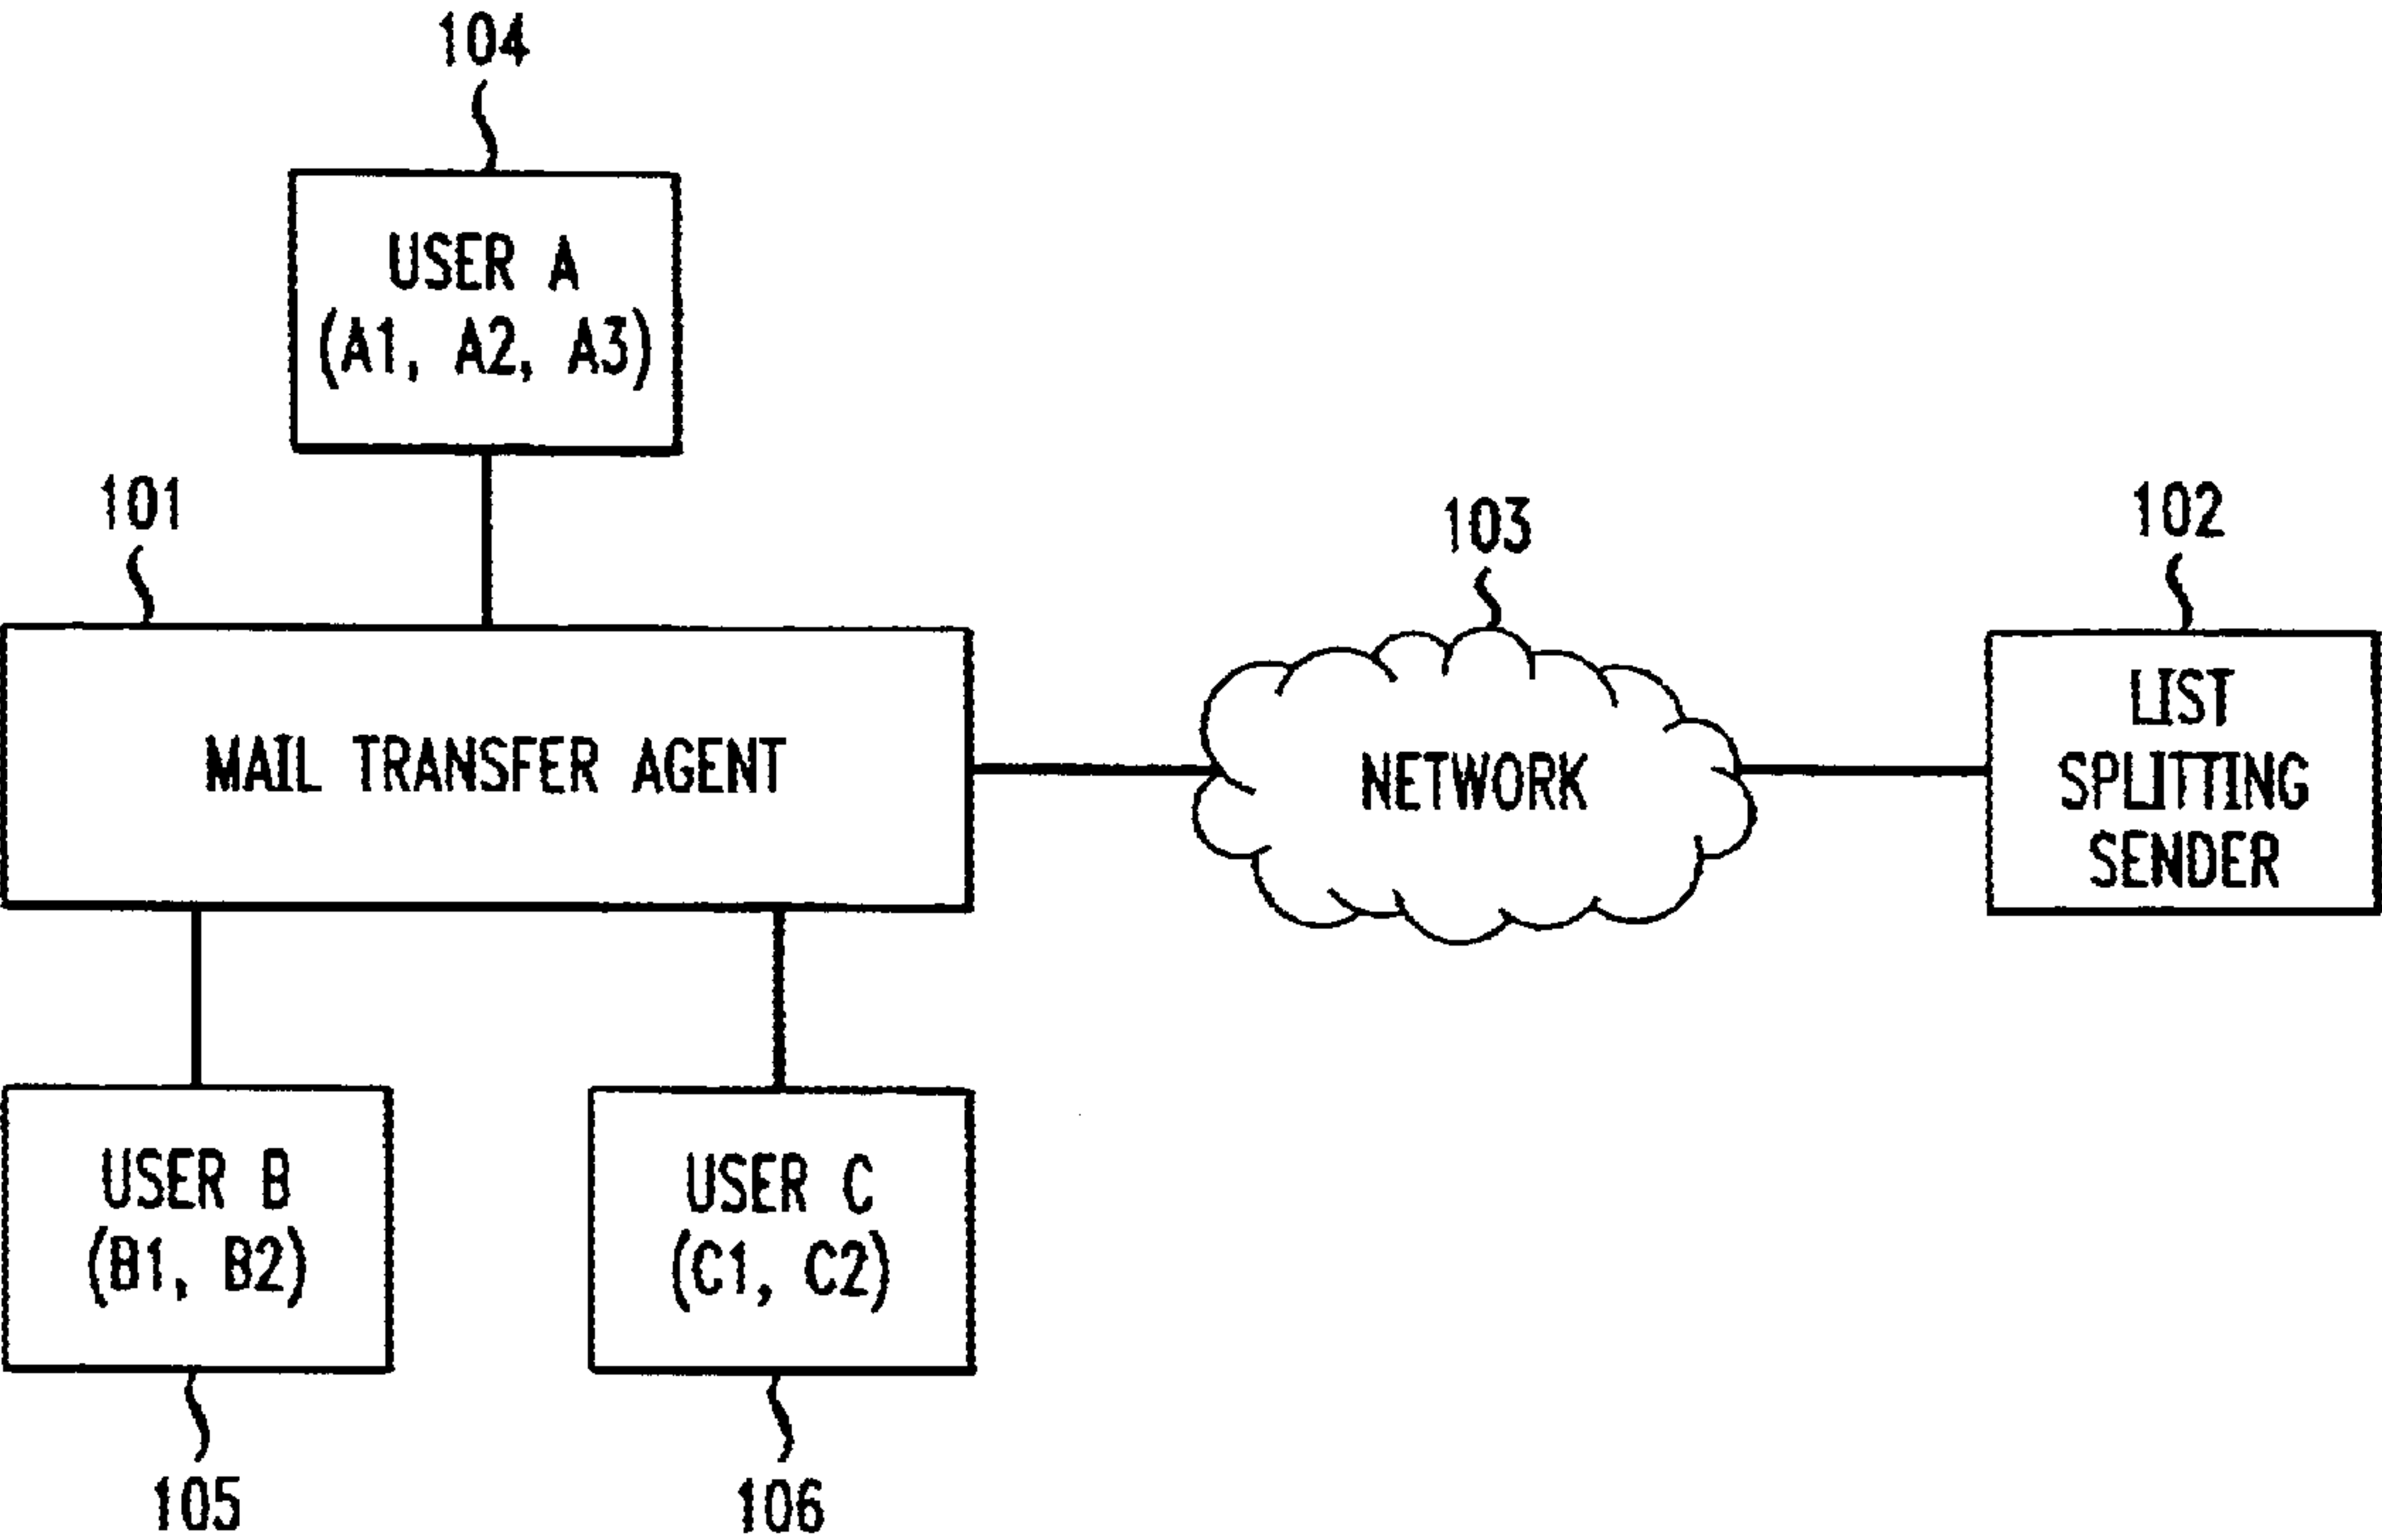 104
USER A
(A1, A2, A3)
101
103
102
MAIL TRANSFER AGENT
NETWORK
LIST
SPLITTING
SENDER
USER B
(B1, B2)
USER C
(C1, C2)
105
106